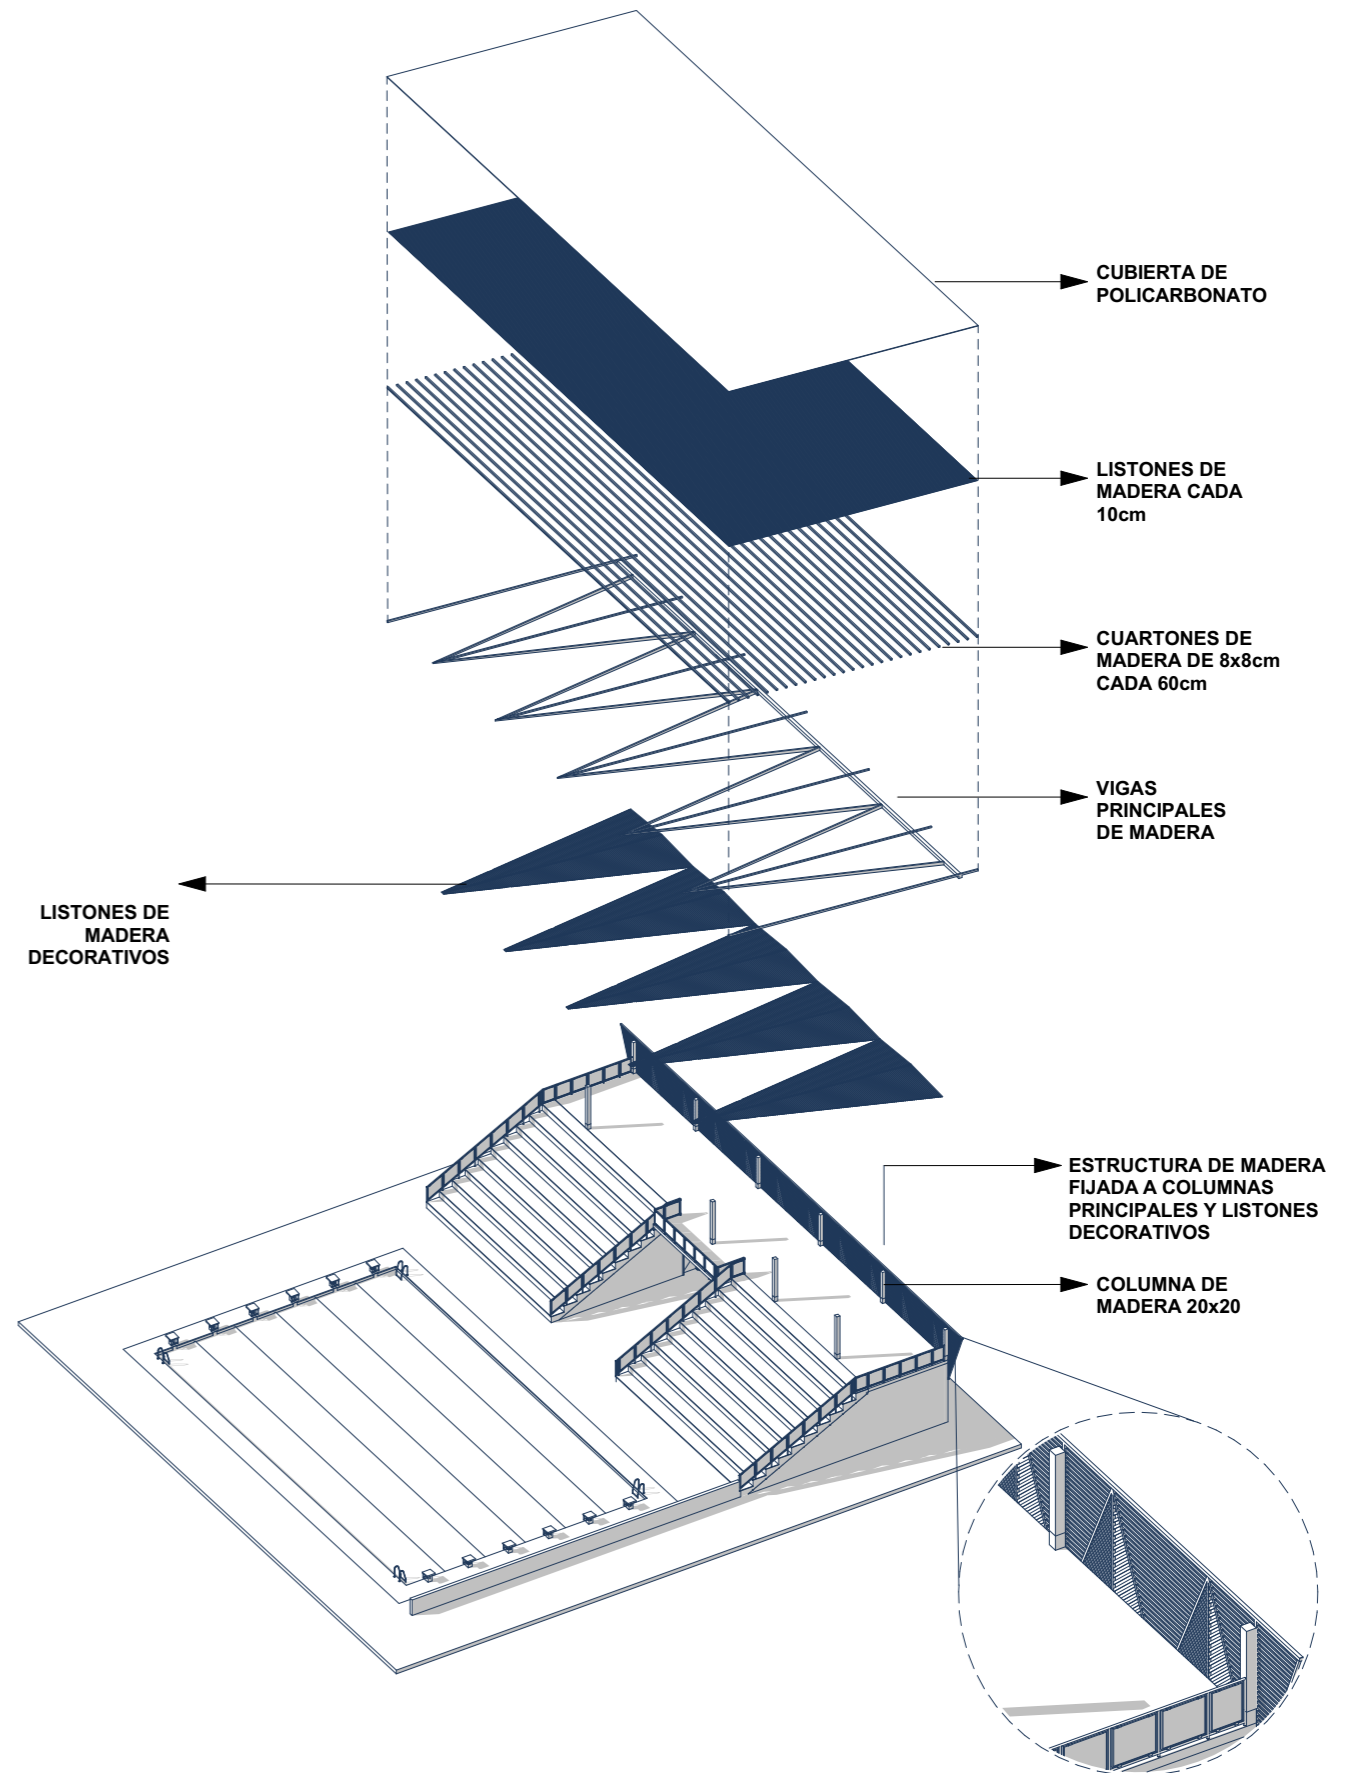 CUBIERTA DE
POLICARBONATO
LISTONES DE
MADERA CADA
10cm
CUARTONES DE
MADERA DE 8x8cm
CADA 60cm
VIGAS
PRINCIPALES
DE MADERA
LISTONES DE
MADERA
DECORATIVOS
ESTRUCTURA DE MADERA
FIJADA A COLUMNAS
PRINCIPALES Y LISTONES
DECORATIVOS
COLUMNA DE
MADERA 20x20